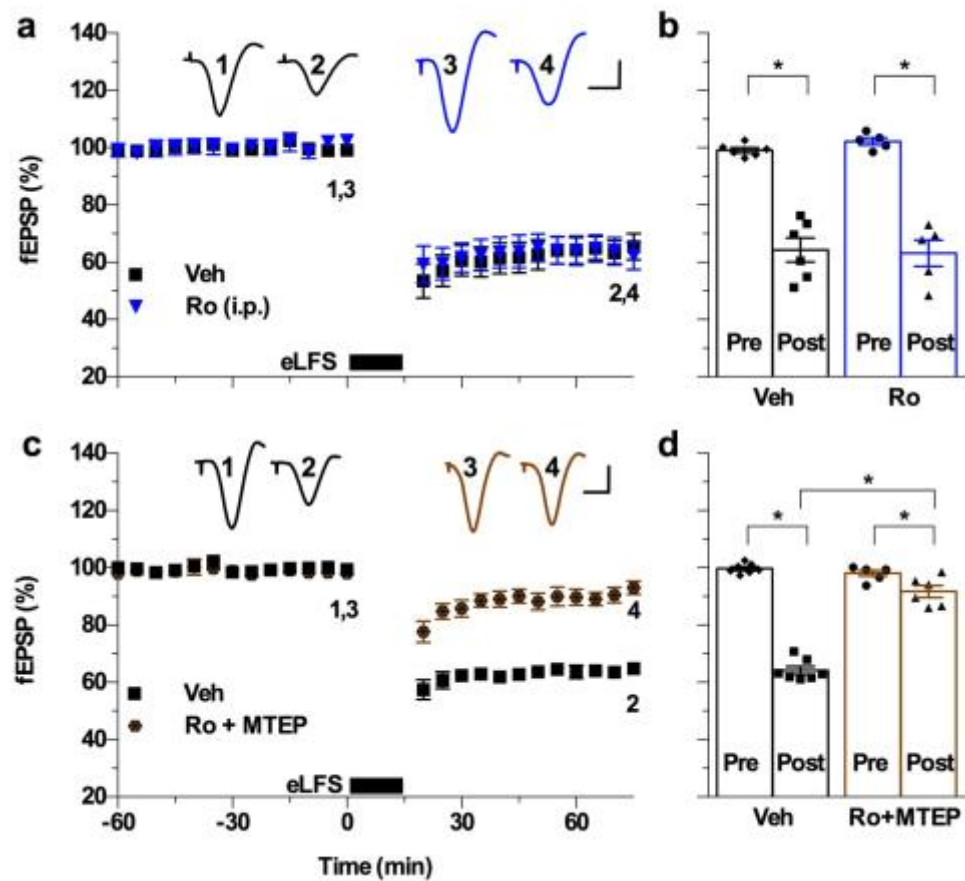 a
140
120
100
80
60
40
20
fEPSP (%)
1
2
3
4
1,3
2,4
Veh
Ro (i.p.)
eLFS
b
*
*
Pre
Post
Pre
Post
Veh
Ro
c
140
120
100
80
60
40
20
fEPSP (%)
1
2
3
4
1,3
4
2
Veh
Ro + MTEP
eLFS
-60
-30
0
30
60
Time (min)
d
*
*
*
Pre
Post
Pre
Post
Veh
Ro+MTEP